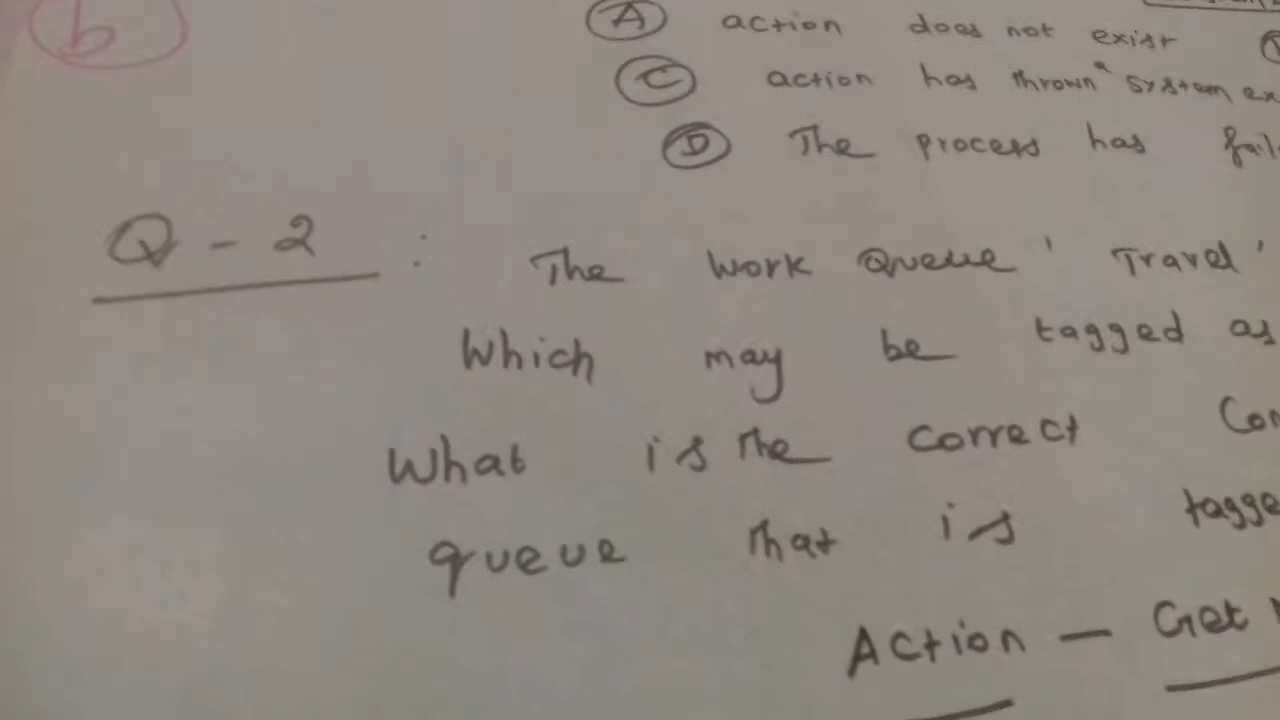 b
A action does not exist
C action has thrown a system
D The process has
Q - 2 : The Work Queue 'Travel'
Which may be tagged as
What is the correct
queue that is
Action - Get